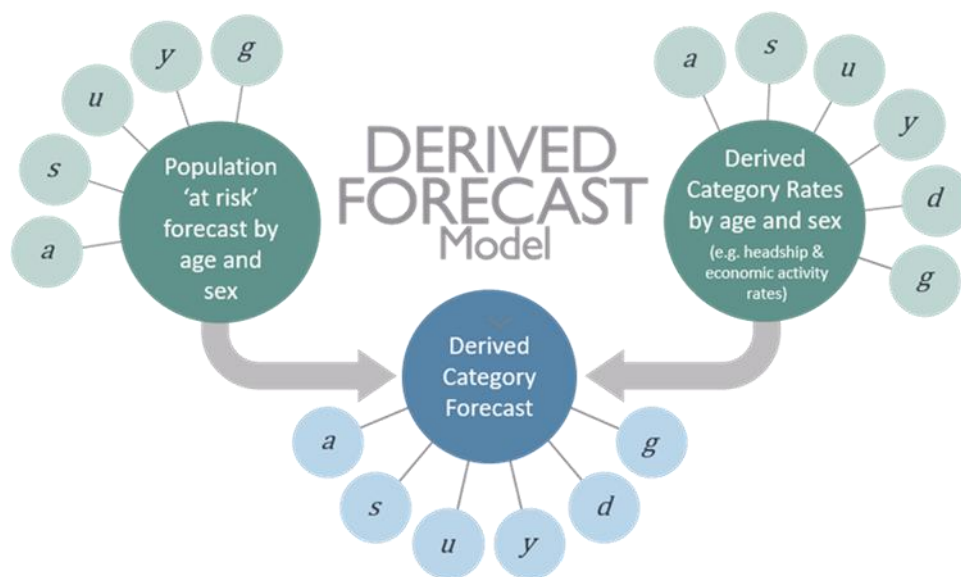 g
y
u
s
a
Population
‘at risk’
forecast by
age and
sex
DERIVED
FORECAST
Model
a
s
u
y
d
g
Derived
Category Rates
by age and sex
(e.g. headship &
economic activity
rates)
Derived
Category
Forecast
a
s
u
y
d
g